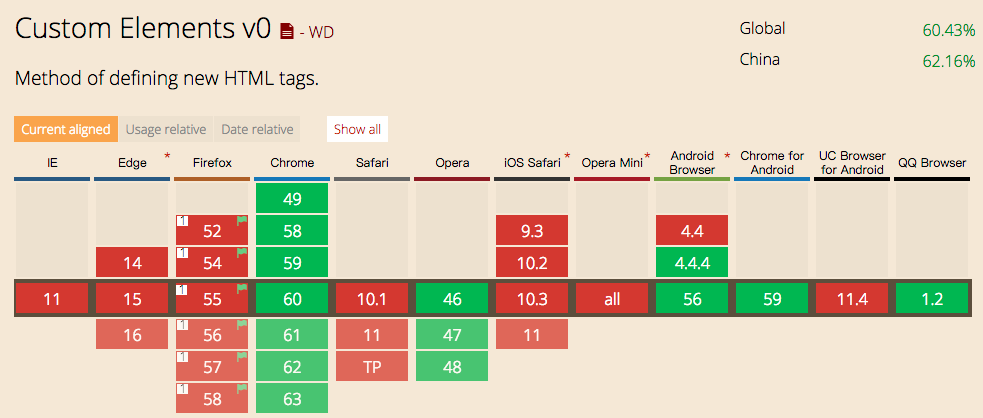 Custom Elements v0 - WD
Global 60.43%
China 62.16%
Method of defining new HTML tags.
Current aligned Usage relative Date relative Show all
IE Edge * Firefox Chrome Safari Opera iOS Safari * Opera Mini * Android Browser * Chrome for Android UC Browser for Android QQ Browser
49
1 52 58 9.3 4.4
14 1 54 59 10.2 4.4.4
11 15 1 55 60 10.1 46 10.3 all 56 59 11.4 1.2
16 1 56 61 11 47 11
1 57 62 TP 48
1 58 63